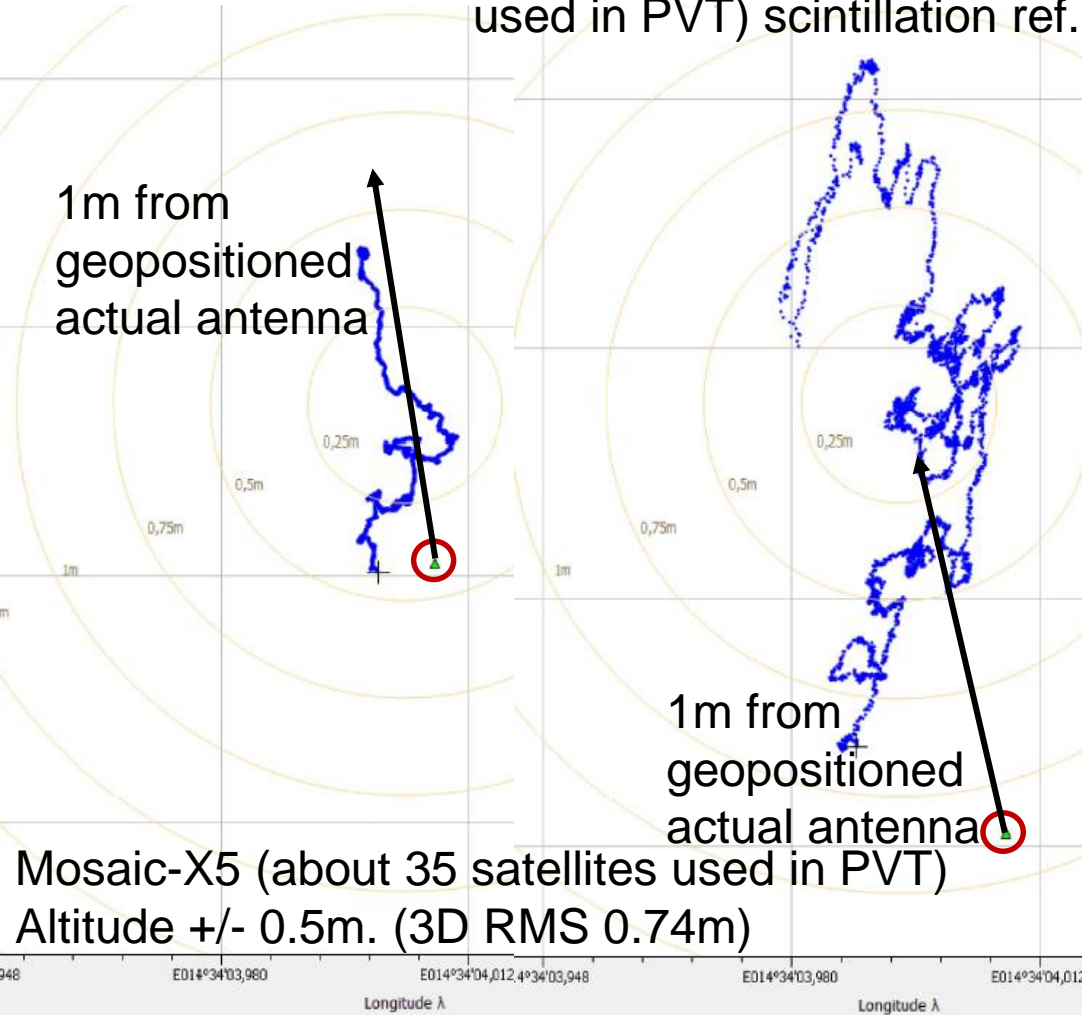 used in PVT) scintillation ref.
1m from
geopositioned
actual antenna
0,25m
0,5m
0,75m
1m
m
0,25m
0,5m
0,75m
1m
1m from
geopositioned
actual antenna
Mosaic-X5 (about 35 satellites used in PVT)
Altitude +/- 0.5m. (3D RMS 0.74m)
948 E014°34'03,980 E014°34'04,012
4°34'03,948 E014°34'03,980 E014°34'04,012
Longitude λ
Longitude λ